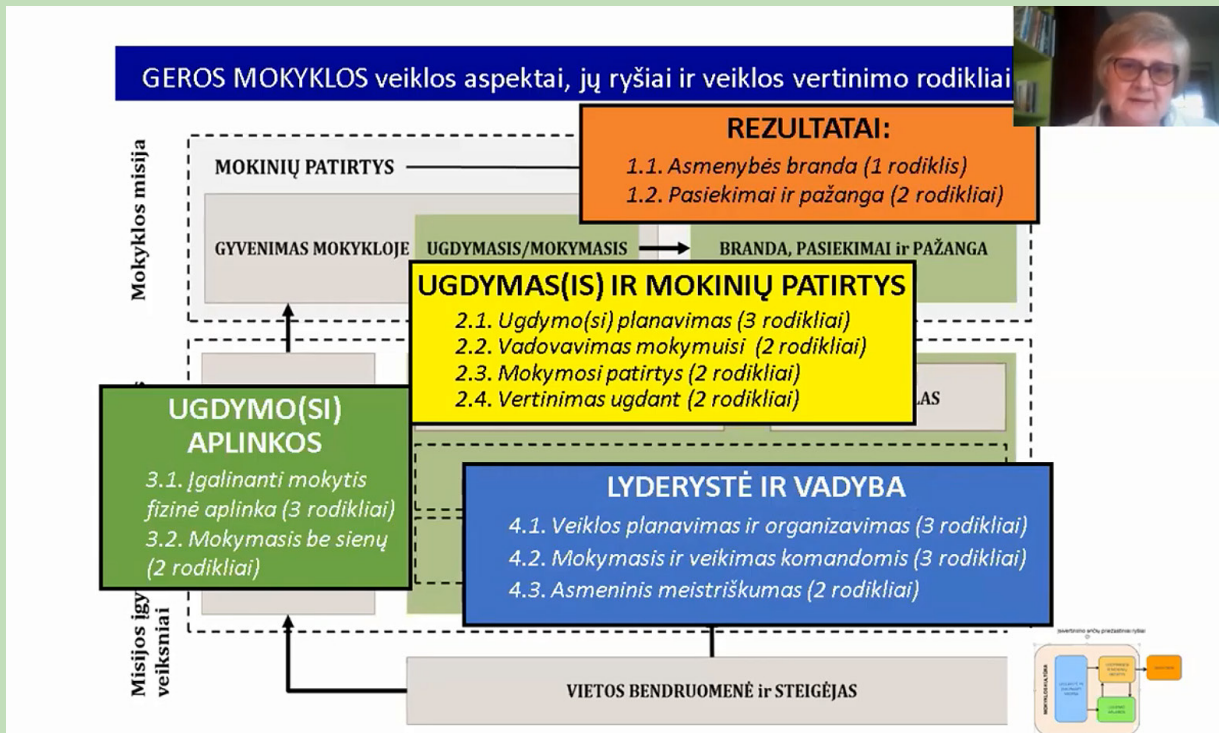 GEROS MOKYKLOS veiklos aspektai, jų ryšiai ir veiklos vertinimo rodikliai
Mokyklos misija
MOKINIŲ PATIRTYS
REZULTATAI:
1.1. Asmenybės branda (1 rodiklis)
1.2. Pasiekimai ir pažanga (2 rodikliai)
GYVENIMAS MOKYKLOJE
UGDYMASIS/MOKYMASIS
BRANDA, PASIEKIMAI ir PAŽANGA
UGDYMAS(IS) IR MOKINIŲ PATIRTYS
2.1. Ugdymo(si) planavimas (3 rodikliai)
2.2. Vadovavimas mokymuisi (2 rodikliai)
2.3. Mokymosi patirtys (2 rodikliai)
2.4. Vertinimas ugdant (2 rodikliai)
LAS
UGDYMO(SI)
APLINKOS
3.1. Įgalinanti mokytis
fizinė aplinka (3 rodikliai)
3.2. Mokymasis be sienų
(2 rodikliai)
LYDERYSTĖ IR VADYBA
4.1. Veiklos planavimas ir organizavimas (3 rodikliai)
4.2. Mokymasis ir veikimas komandomis (3 rodikliai)
4.3. Asmeninis meistriškumas (2 rodikliai)
Misijos įgy
veiksniai
VIETOS BENDRUOMENĖ ir STEIGĖJAS